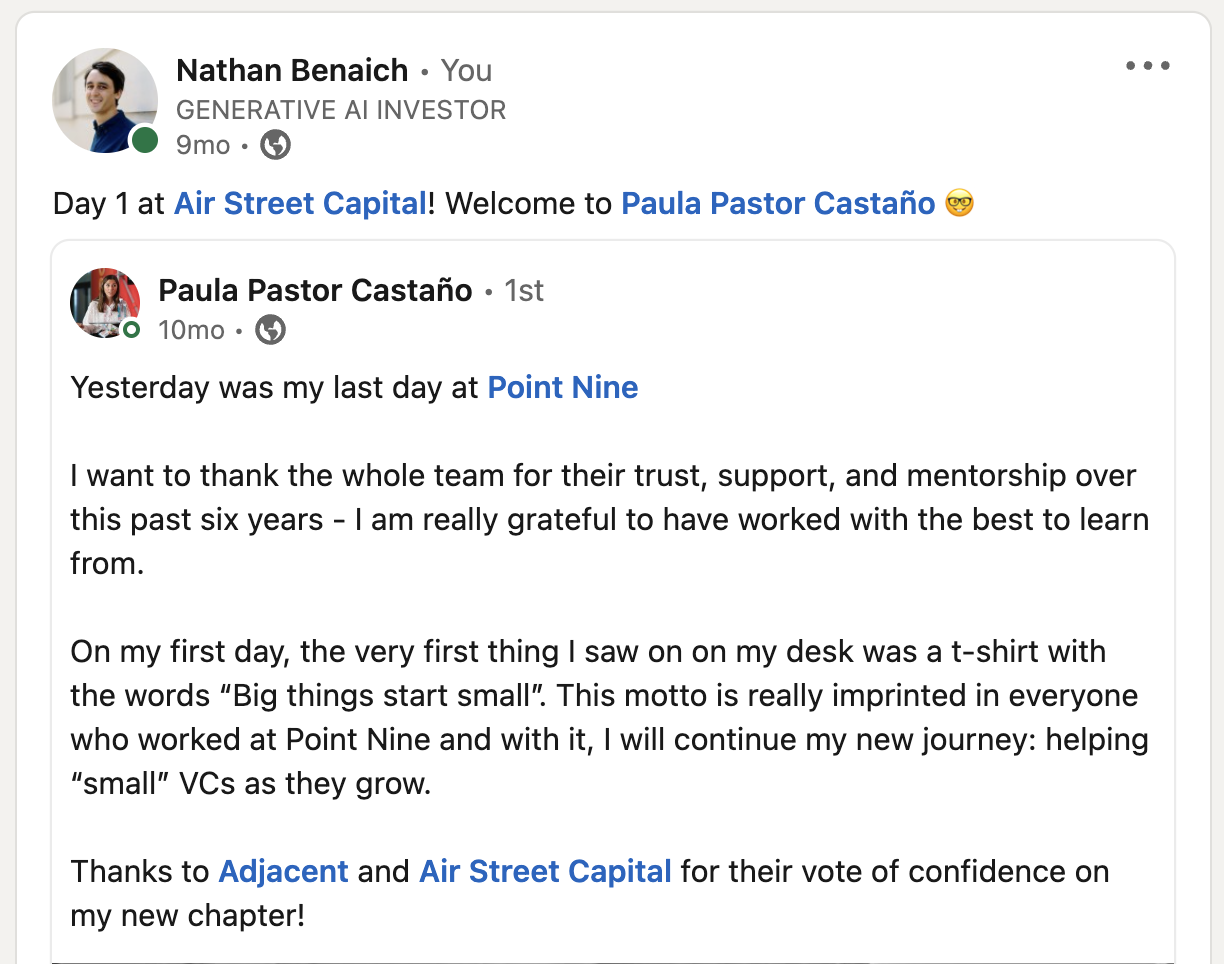 Nathan Benaich • You
GENERATIVE AI INVESTOR
9mo •
Day 1 at Air Street Capital! Welcome to Paula Pastor Castaño 🤓
Paula Pastor Castaño • 1st
10mo •
Yesterday was my last day at Point Nine
I want to thank the whole team for their trust, support, and mentorship over
this past six years - I am really grateful to have worked with the best to learn
from.
On my first day, the very first thing I saw on on my desk was a t-shirt with
the words “Big things start small”. This motto is really imprinted in everyone
who worked at Point Nine and with it, I will continue my new journey: helping
“small” VCs as they grow.
Thanks to Adjacent and Air Street Capital for their vote of confidence on
my new chapter!